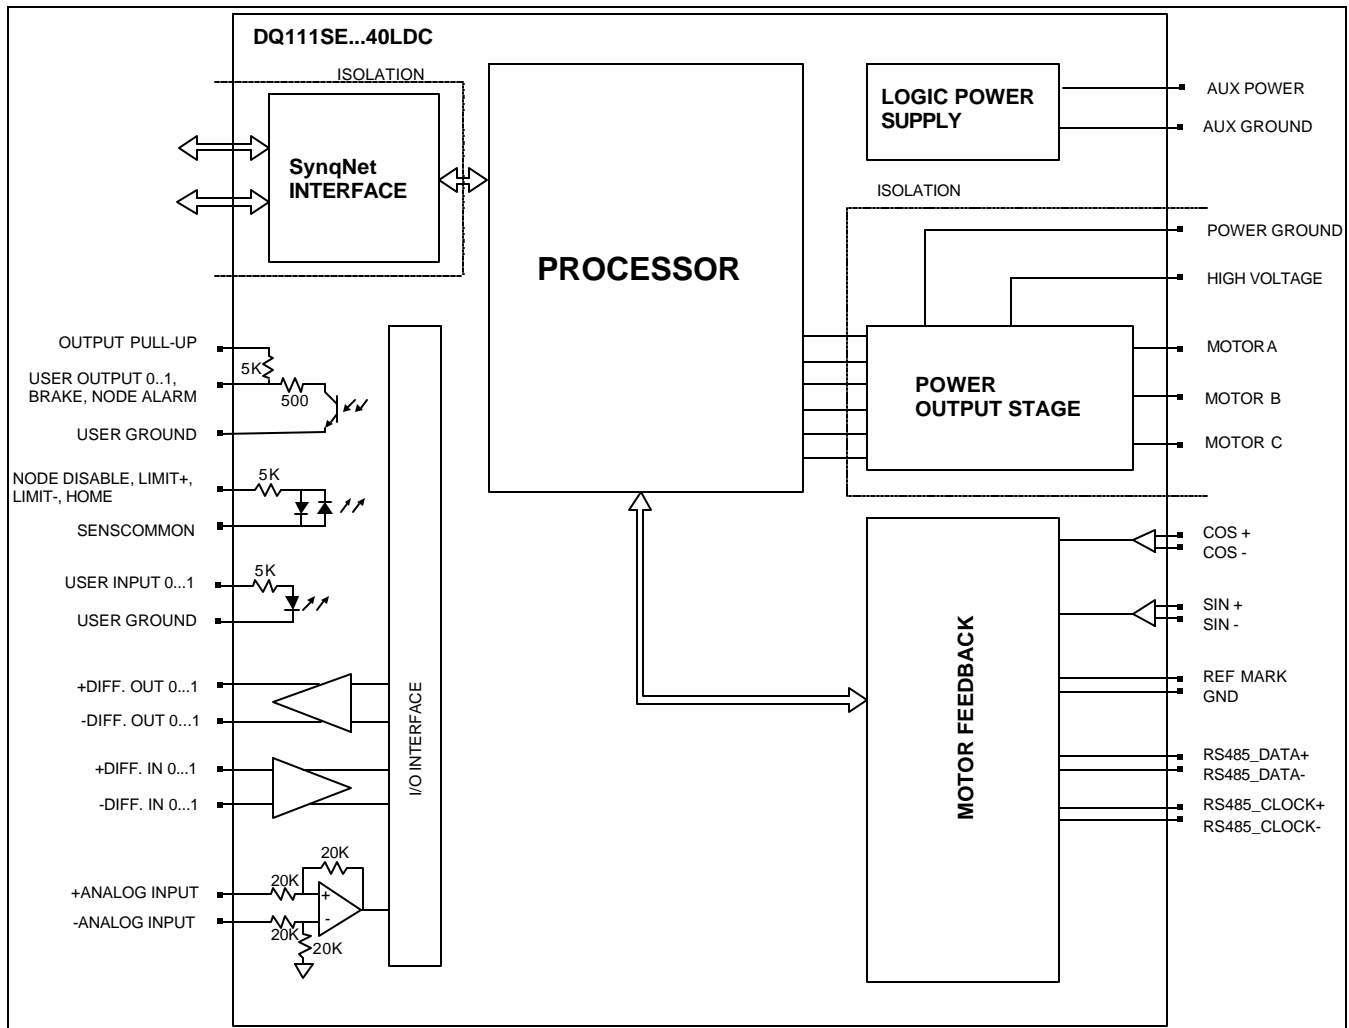 DQ111SE...40LDC
ISOLATION
SynqNet
INTERFACE
PROCESSOR
LOGIC POWER
SUPPLY
AUX POWER
AUX GROUND
ISOLATION
POWER GROUND
HIGH VOLTAGE
POWER
OUTPUT STAGE
MOTOR A
MOTOR B
MOTOR C
OUTPUT PULL-UP
5K
USER OUTPUT 0..1,
BRAKE, NODE ALARM
500
USER GROUND
NODE DISABLE, LIMIT+,
LIMIT-, HOME
5K
SENSCOMMON
USER INPUT 0...1
5K
USER GROUND
+DIFF. OUT 0...1
-DIFF. OUT 0...1
+DIFF. IN 0...1
-DIFF. IN 0...1
+ANALOG INPUT
-ANALOG INPUT
20K
20K
+
-
20K
20K
I/O INTERFACE
MOTOR FEEDBACK
COS +
COS -
SIN +
SIN -
REF MARK
GND
RS485_DATA+
RS485_DATA-
RS485_CLOCK+
RS485_CLOCK-